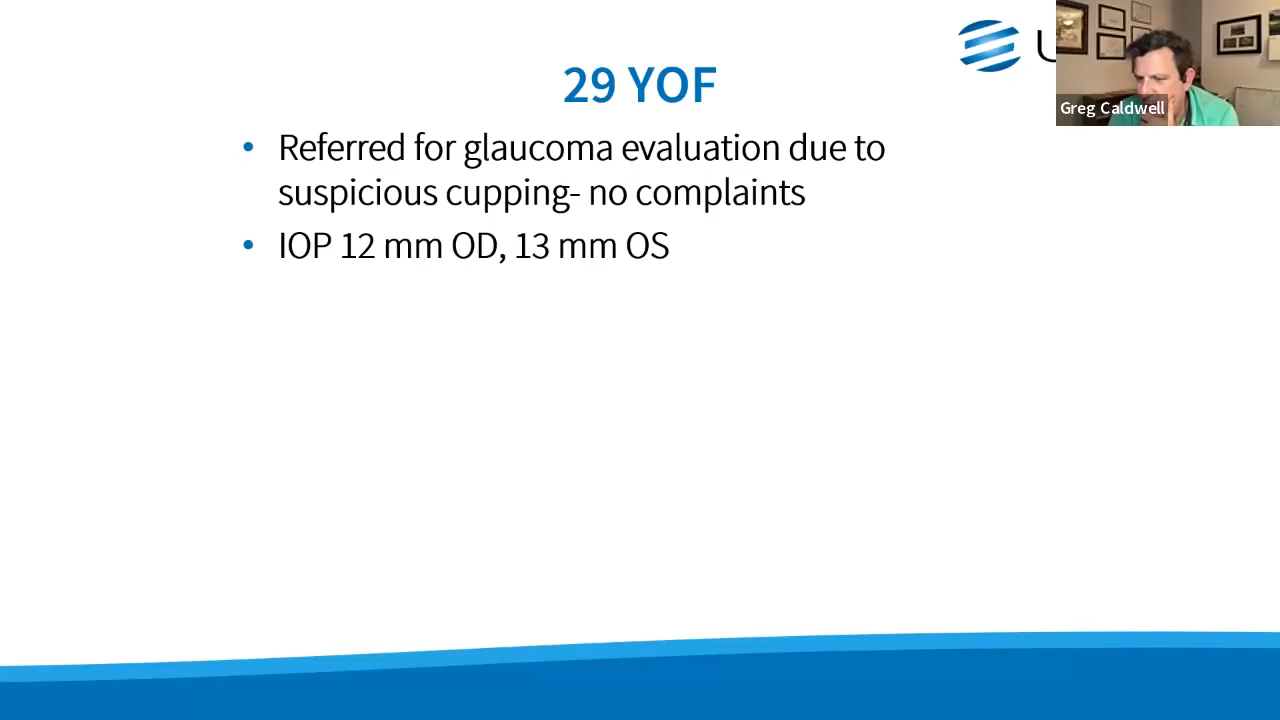 29 YOF
• Referred for glaucoma evaluation due to
suspicious cupping- no complaints
• IOP 12 mm OD, 13 mm OS
Greg Caldwell